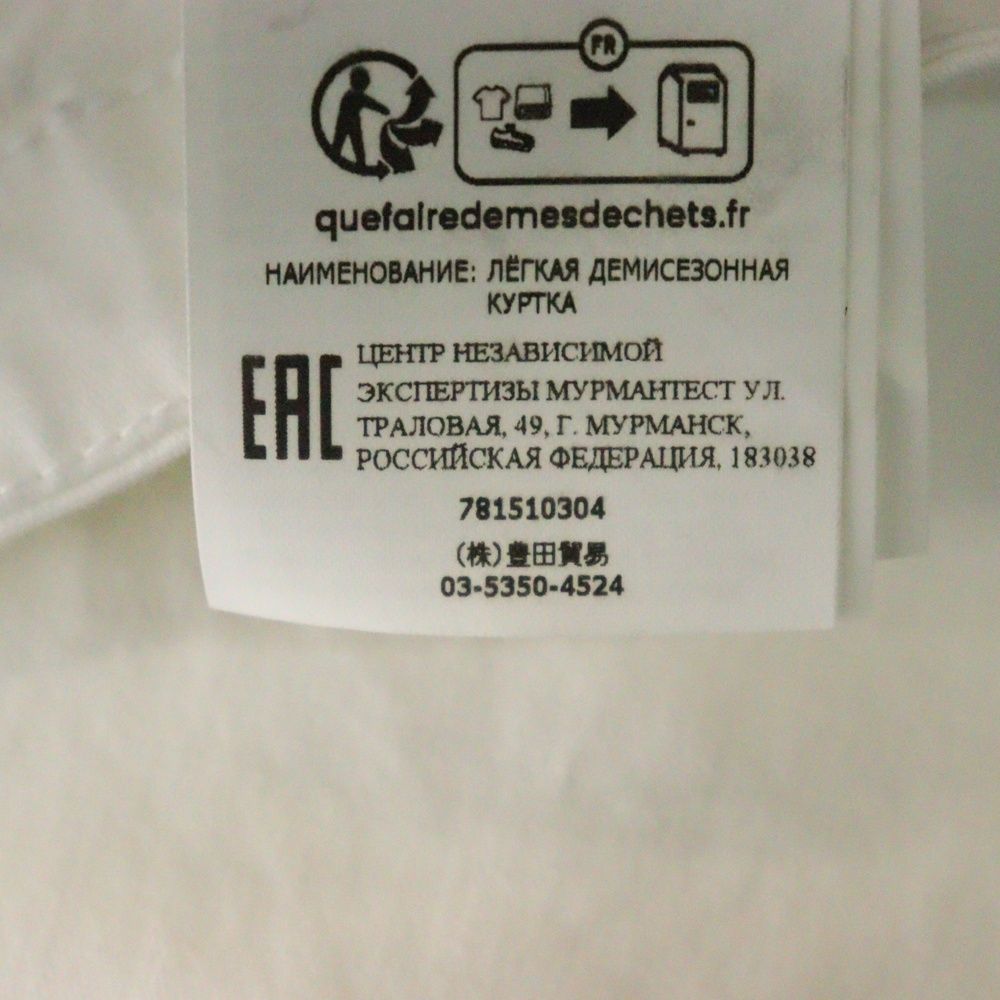 FR
quefairedemesdechets.fr
НАИМЕНОВАНИЕ: ЛЁГКАЯ ДЕМИСЕЗОННАЯ
КУРТКА
EAC
ЦЕНТР НЕЗАВИСИМОЙ
ЭКСПЕРТИЗЫ МУРМАНТЕСТ УЛ.
ТРАЛОВАЯ, 49, Г. МУРМАНСК,
РОССИЙСКАЯ ФЕДЕРАЦИЯ, 183038
781510304
(株)豊田貿易
03-5350-4524